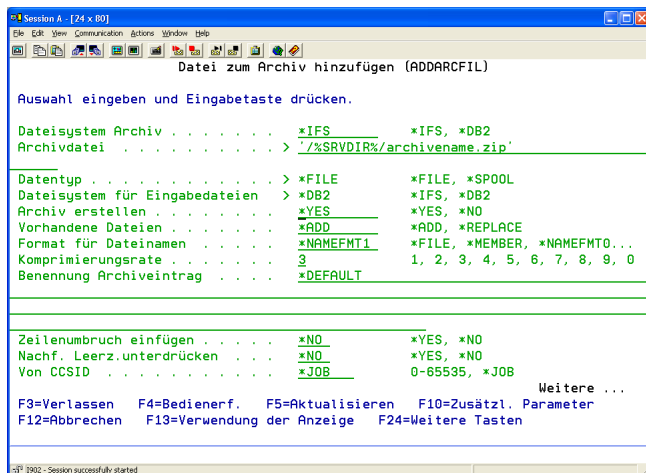 Session A - [24 x 80]
File Edit View Communication Actions Window Help
Datei zum Archiv hinzufügen (ADDARCFIL)
Auswahl eingeben und Eingabetaste drücken.
Dateisystem Archiv . . . . . . . *IFS *IFS, *DB2
Archivdatei . . . . . . . . . . > '/%SRVDIR%/archivename.zip'
Datentyp . . . . . . . . . . . . > *FILE *FILE, *SPOOL
Dateisystem für Eingabedateien > *DB2 *IFS, *DB2
Archiv erstellen . . . . . . . . *YES *YES, *NO
Vorhandene Dateien . . . . . . . *ADD *ADD, *REPLACE
Format für Dateinamen . . . . . *NAMEFMT1 *FILE, *MEMBER, *NAMEFMT0...
Komprimierungsrate . . . . . . . 3 1, 2, 3, 4, 5, 6, 7, 8, 9, 0
Benennung Archiveintrag . . . . *DEFAULT
Zeilenumbruch einfügen . . . . . *NO *YES, *NO
Nachf. Leerz.unterdrücken . . . *NO *YES, *NO
Von CCSID . . . . . . . . . . . *JOB 0-65535, *JOB
Weitere ...
F3=Verlassen F4=Bedienerf. F5=Aktualisieren F10=Zusätzl. Parameter
F12=Abbrechen F13=Verwendung der Anzeige F24=Weitere Tasten
I902 - Session successfully started